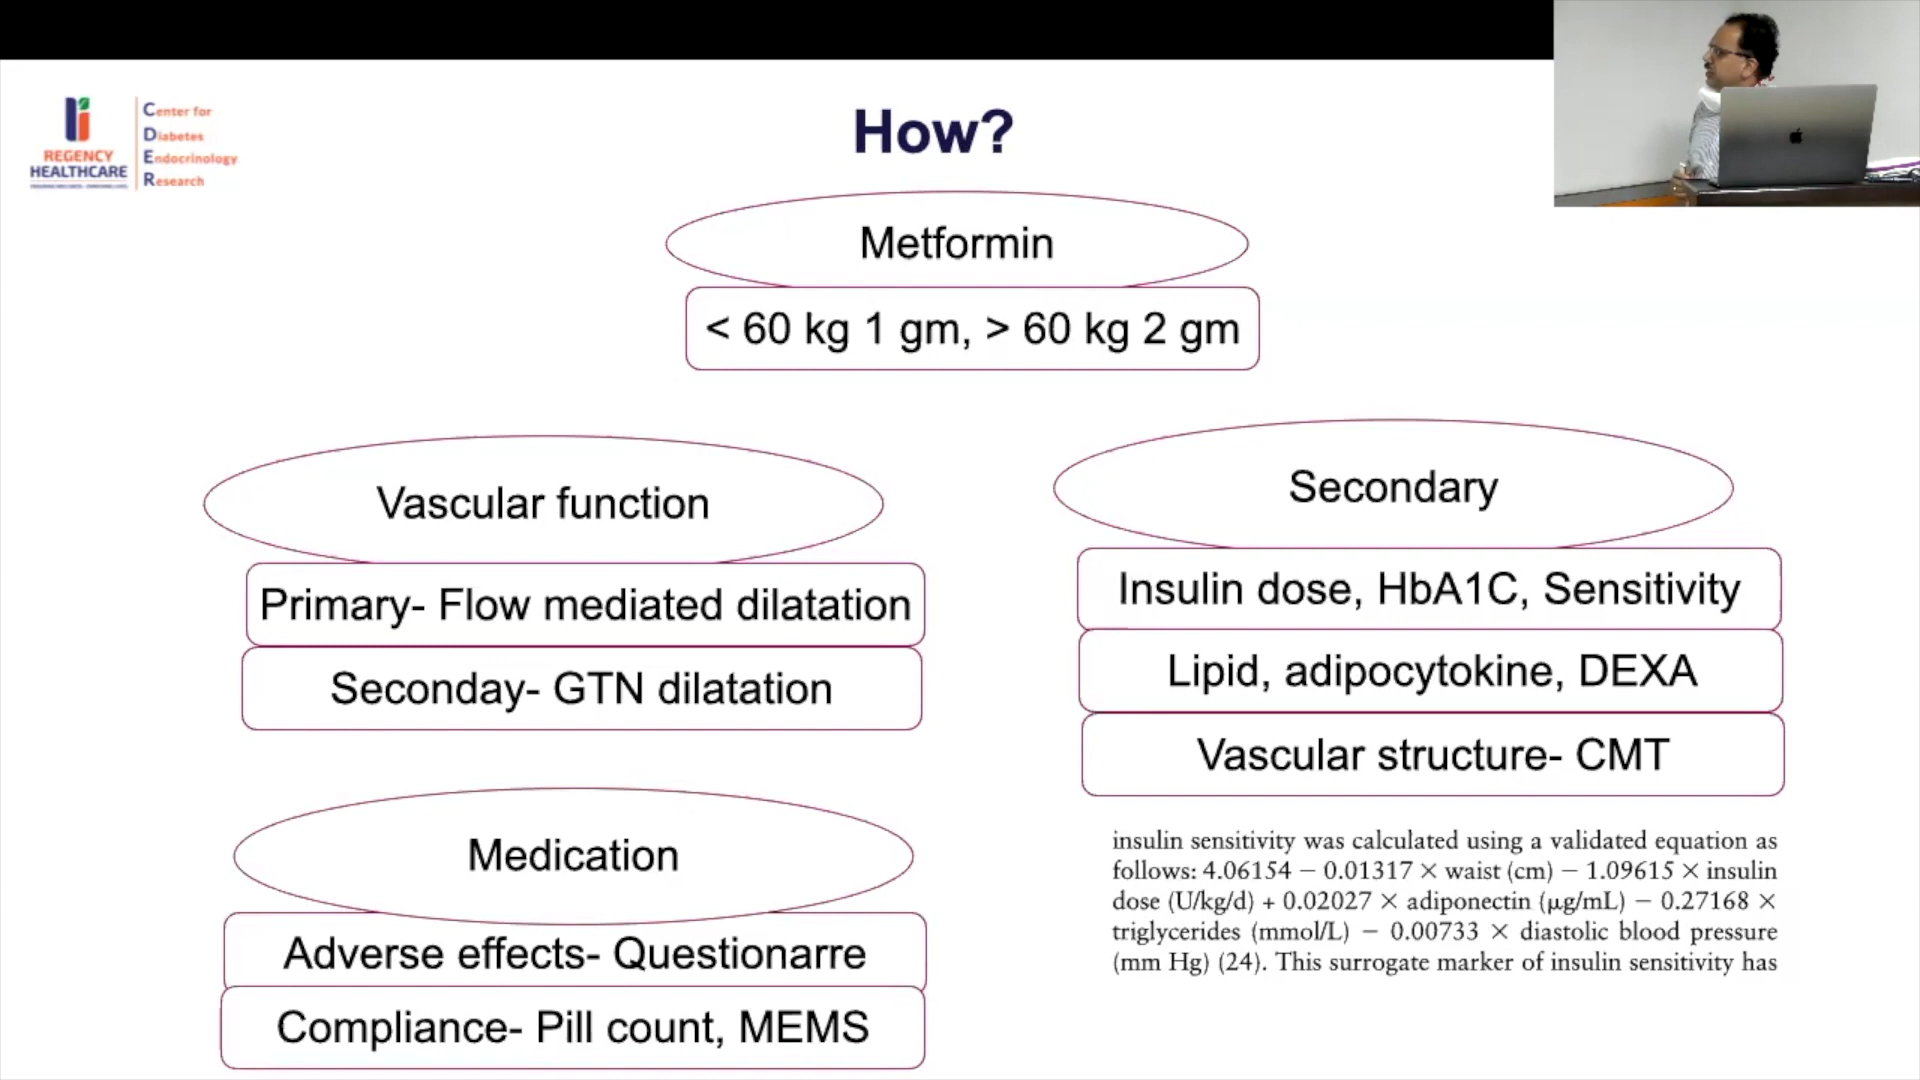 REGENCY
HEALTHCARE
Center for
Diabetes
Endocrinology
Research
How?
Metformin
< 60 kg 1 gm, > 60 kg 2 gm
Vascular function
Primary- Flow mediated dilatation
Seconday- GTN dilatation
Secondary
Insulin dose, HbA1C, Sensitivity
Lipid, adipocytokine, DEXA
Vascular structure- CMT
Medication
Adverse effects- Questionarre
Compliance- Pill count, MEMS
insulin sensitivity was calculated using a validated equation as
follows: 4.06154 − 0.01317 × waist (cm) − 1.09615 × insulin
dose (U/kg/d) + 0.02027 × adiponectin (μg/mL) − 0.27168 ×
triglycerides (mmol/L) − 0.00733 × diastolic blood pressure
(mm Hg) (24). This surrogate marker of insulin sensitivity has